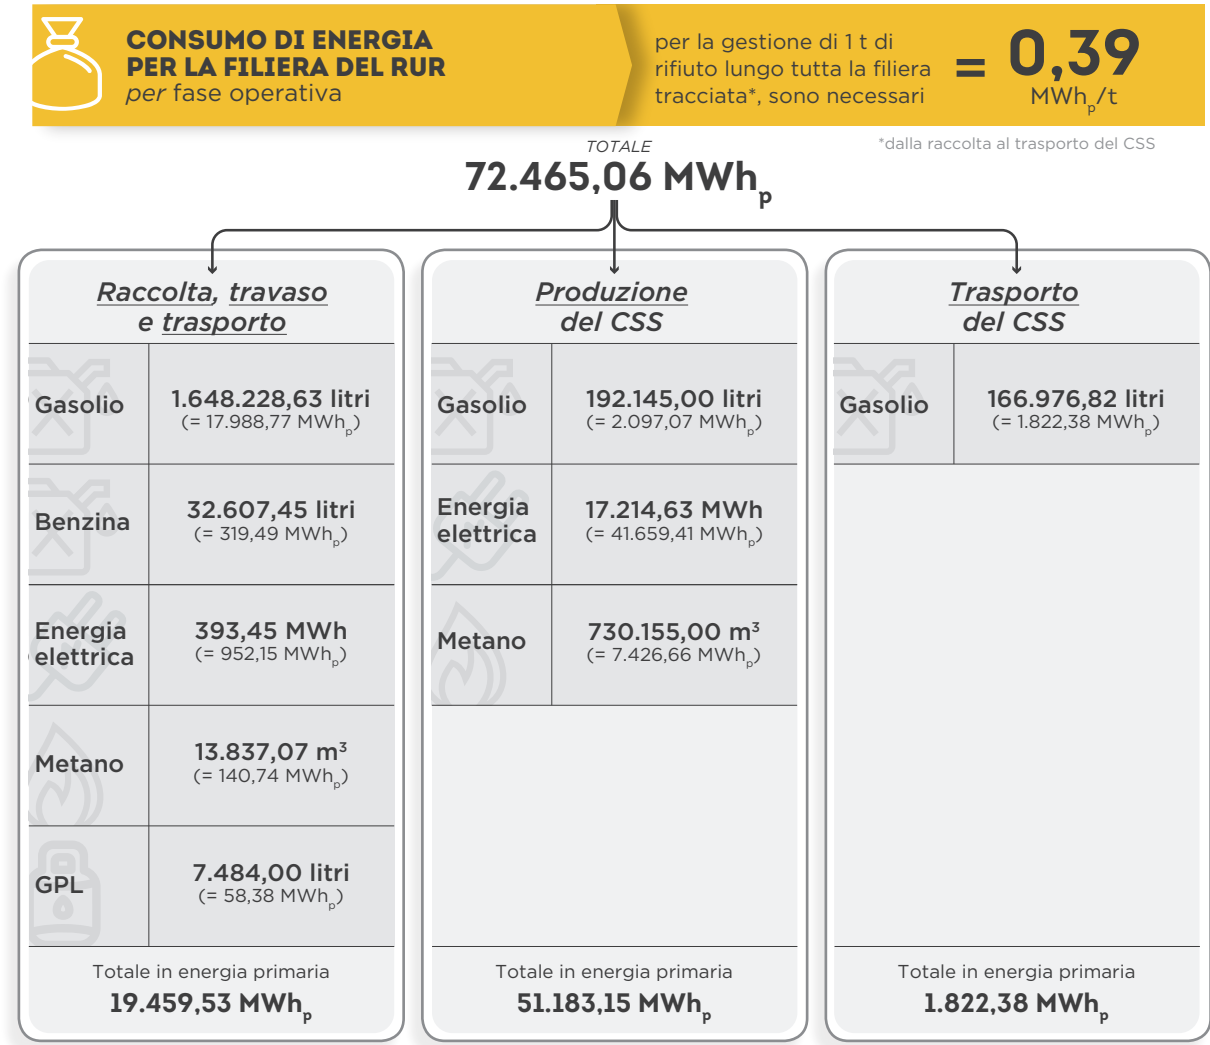 CONSUMO DI ENERGIA
PER LA FILIERA DEL RUR
per fase operativa
per la gestione di 1 t di
rifiuto lungo tutta la filiera
tracciata*, sono necessari
= 0,39
MWhp/t
*dalla raccolta al trasporto del CSS
TOTALE
72.465,06 MWhp
Raccolta, travaso
e trasporto
Gasolio
1.648.228,63 litri
(= 17.988,77 MWhp)
Benzina
32.607,45 litri
(= 319,49 MWhp)
Energia
elettrica
393,45 MWh
(= 952,15 MWhp)
Metano
13.837,07 m³
(= 140,74 MWhp)
GPL
7.484,00 litri
(= 58,38 MWhp)
Totale in energia primaria
19.459,53 MWhp
Produzione
del CSS
Gasolio
192.145,00 litri
(= 2.097,07 MWhp)
Energia
elettrica
17.214,63 MWh
(= 41.659,41 MWhp)
Metano
730.155,00 m³
(= 7.426,66 MWhp)
Totale in energia primaria
51.183,15 MWhp
Trasporto
del CSS
Gasolio
166.976,82 litri
(= 1.822,38 MWhp)
Totale in energia primaria
1.822,38 MWhp